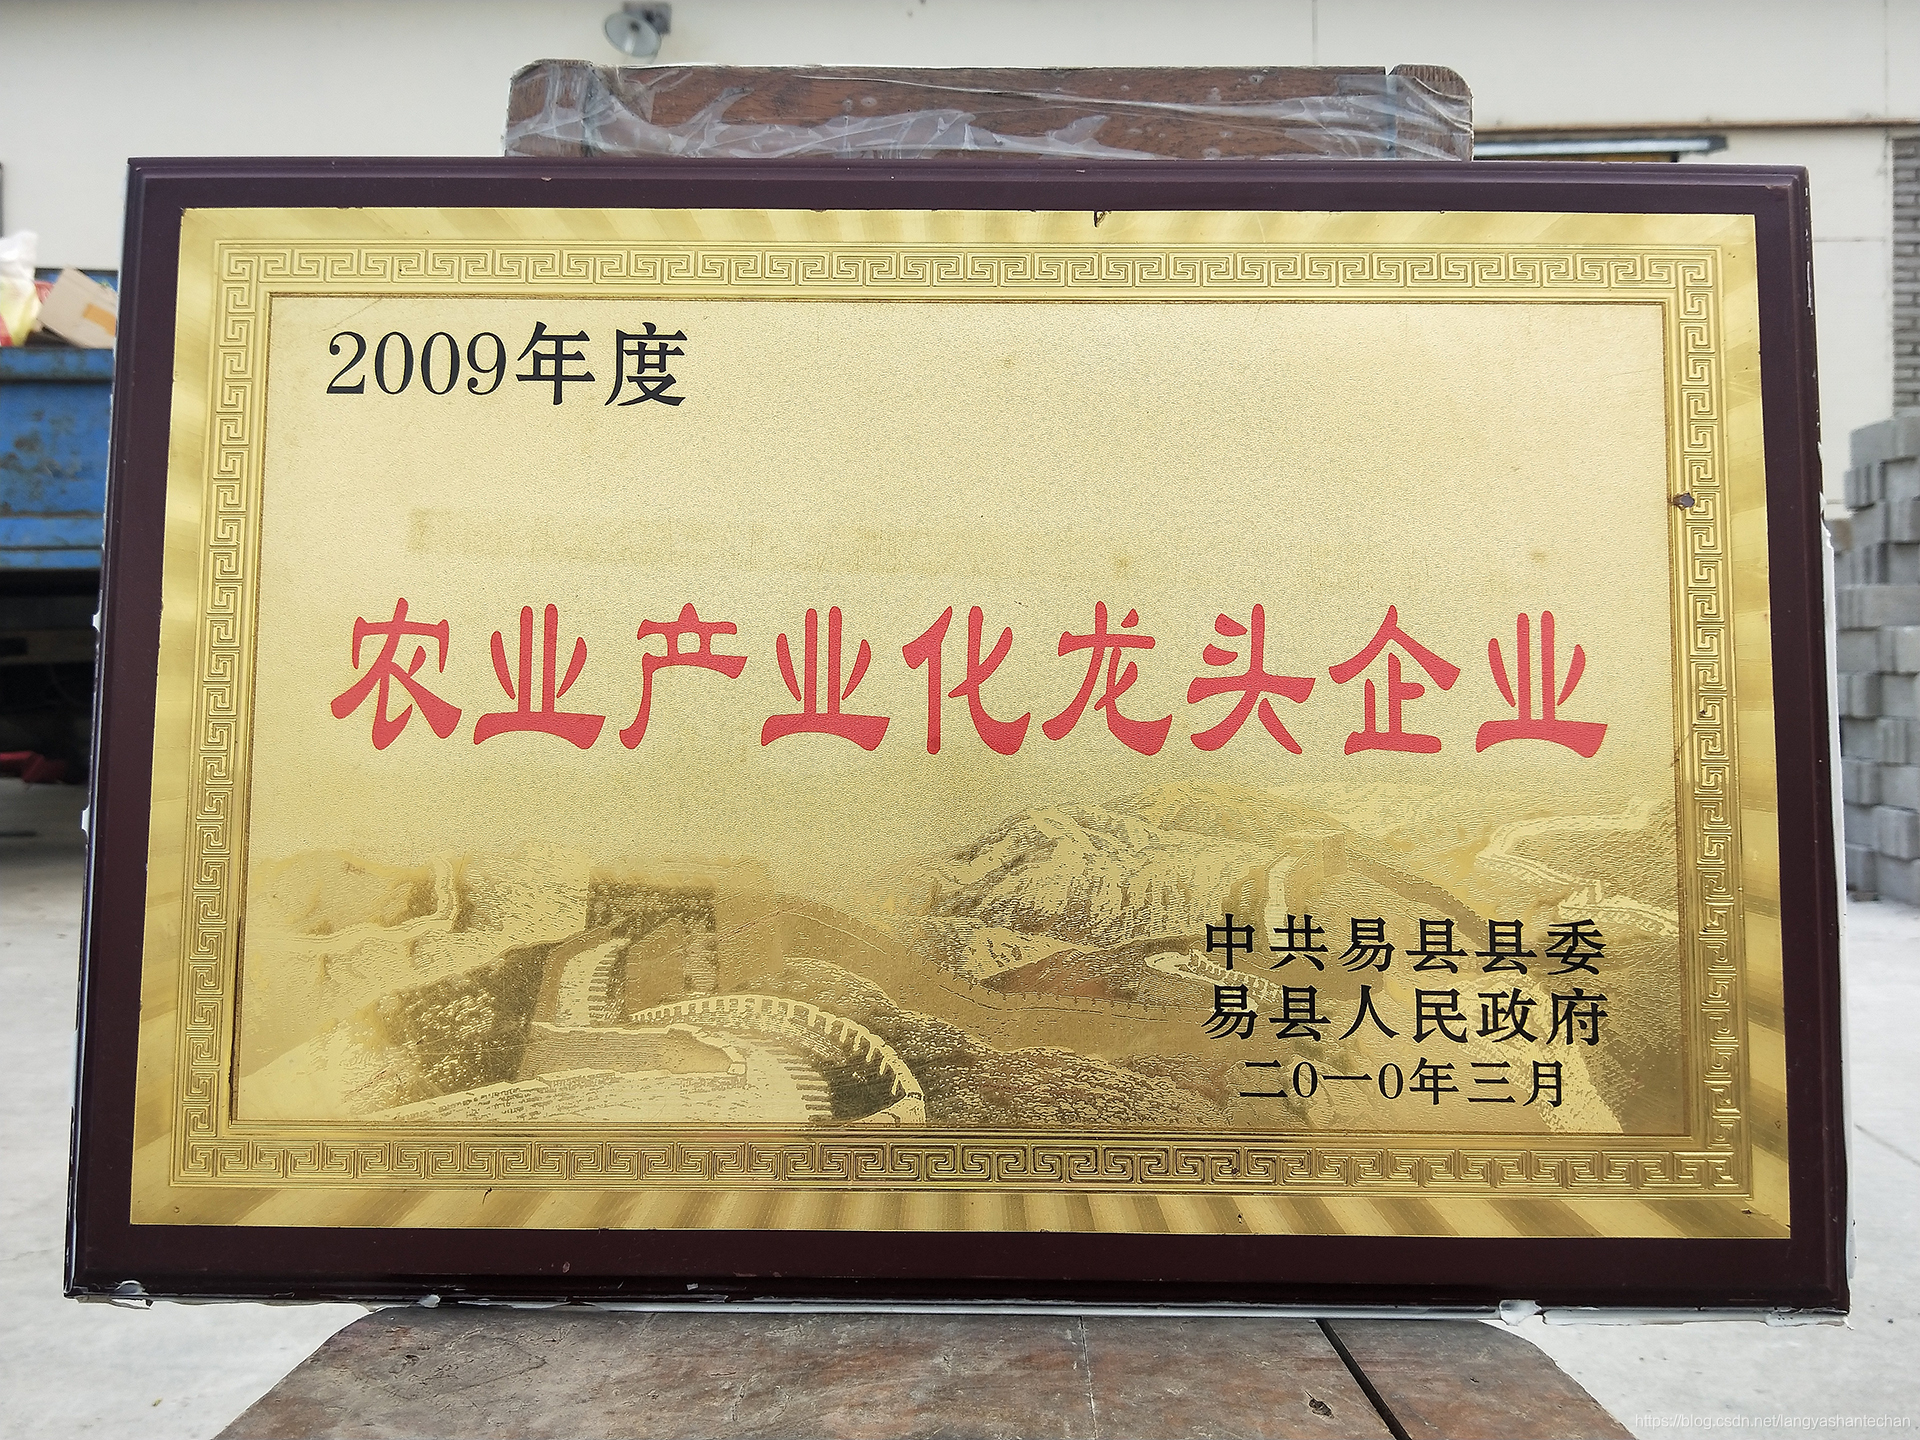 2009年度
农业产业化龙头企业
中共易县县委
易县人民政府
二0一0年三月
https://blog.csdn.net/langyashantechan